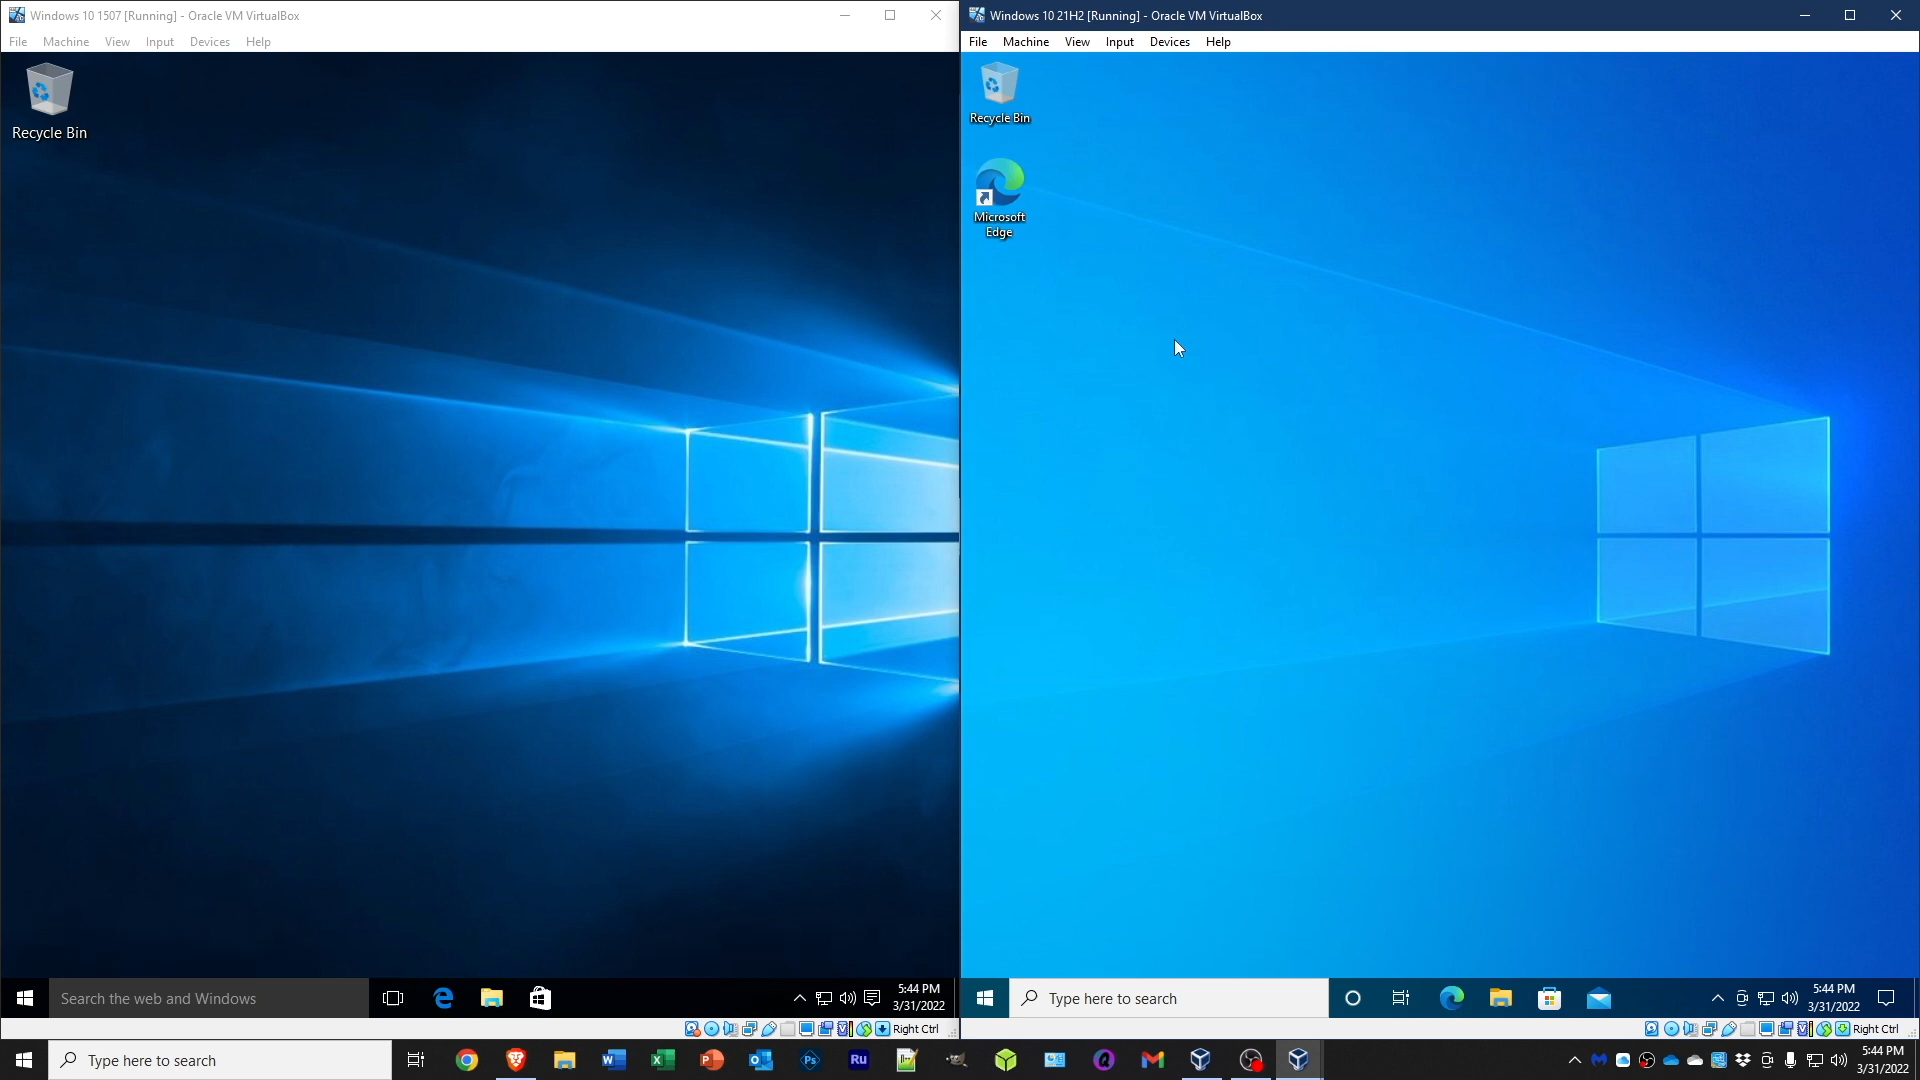 Windows 10 1507 [Running] - Oracle VM VirtualBox
File Machine View Input Devices Help
Recycle Bin
Search the web and Windows
5:44 PM
3/31/2022
Right Ctrl
Windows 10 21H2 [Running] - Oracle VM VirtualBox
File Machine View Input Devices Help
Recycle Bin
Microsoft
Edge
Type here to search
5:44 PM
3/31/2022
Right Ctrl
Type here to search
Ps
Ru
5:44 PM
3/31/2022